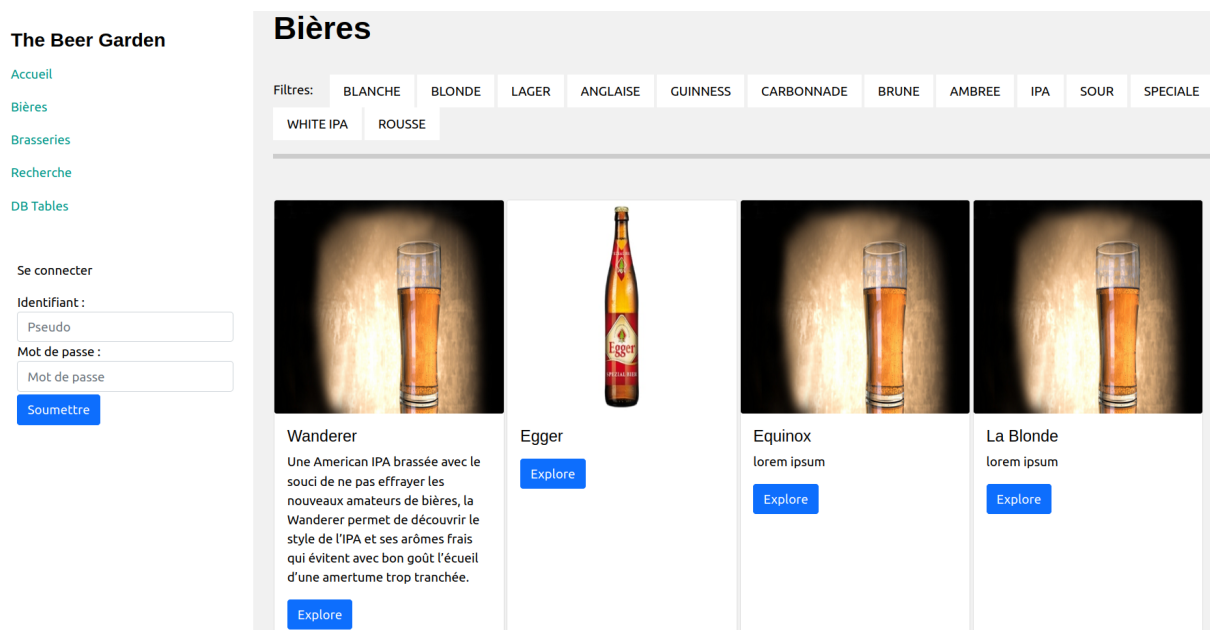 The Beer Garden
Accueil
Bières
Brasseries
Recherche
DB Tables
Se connecter
Identifiant :
Pseudo
Mot de passe :
Mot de passe
Soumettre
Bières
Filtres: BLANCHE BLONDE LAGER ANGLAISE GUINNESS CARBONNADE BRUNE AMBREE IPA SOUR SPECIALE
WHITE IPA ROUSSE
Wanderer
Une American IPA brassée avec le
souci de ne pas effrayer les
nouveaux amateurs de bières, la
Wanderer permet de découvrir le
style de l'IPA et ses arômes frais
qui évitent avec bon goût l'écueil
d'une amertume trop tranchée.
Explore
Egger
SPEZIAL BIER
Egger
Explore
Equinox
lorem ipsum
Explore
La Blonde
lorem ipsum
Explore